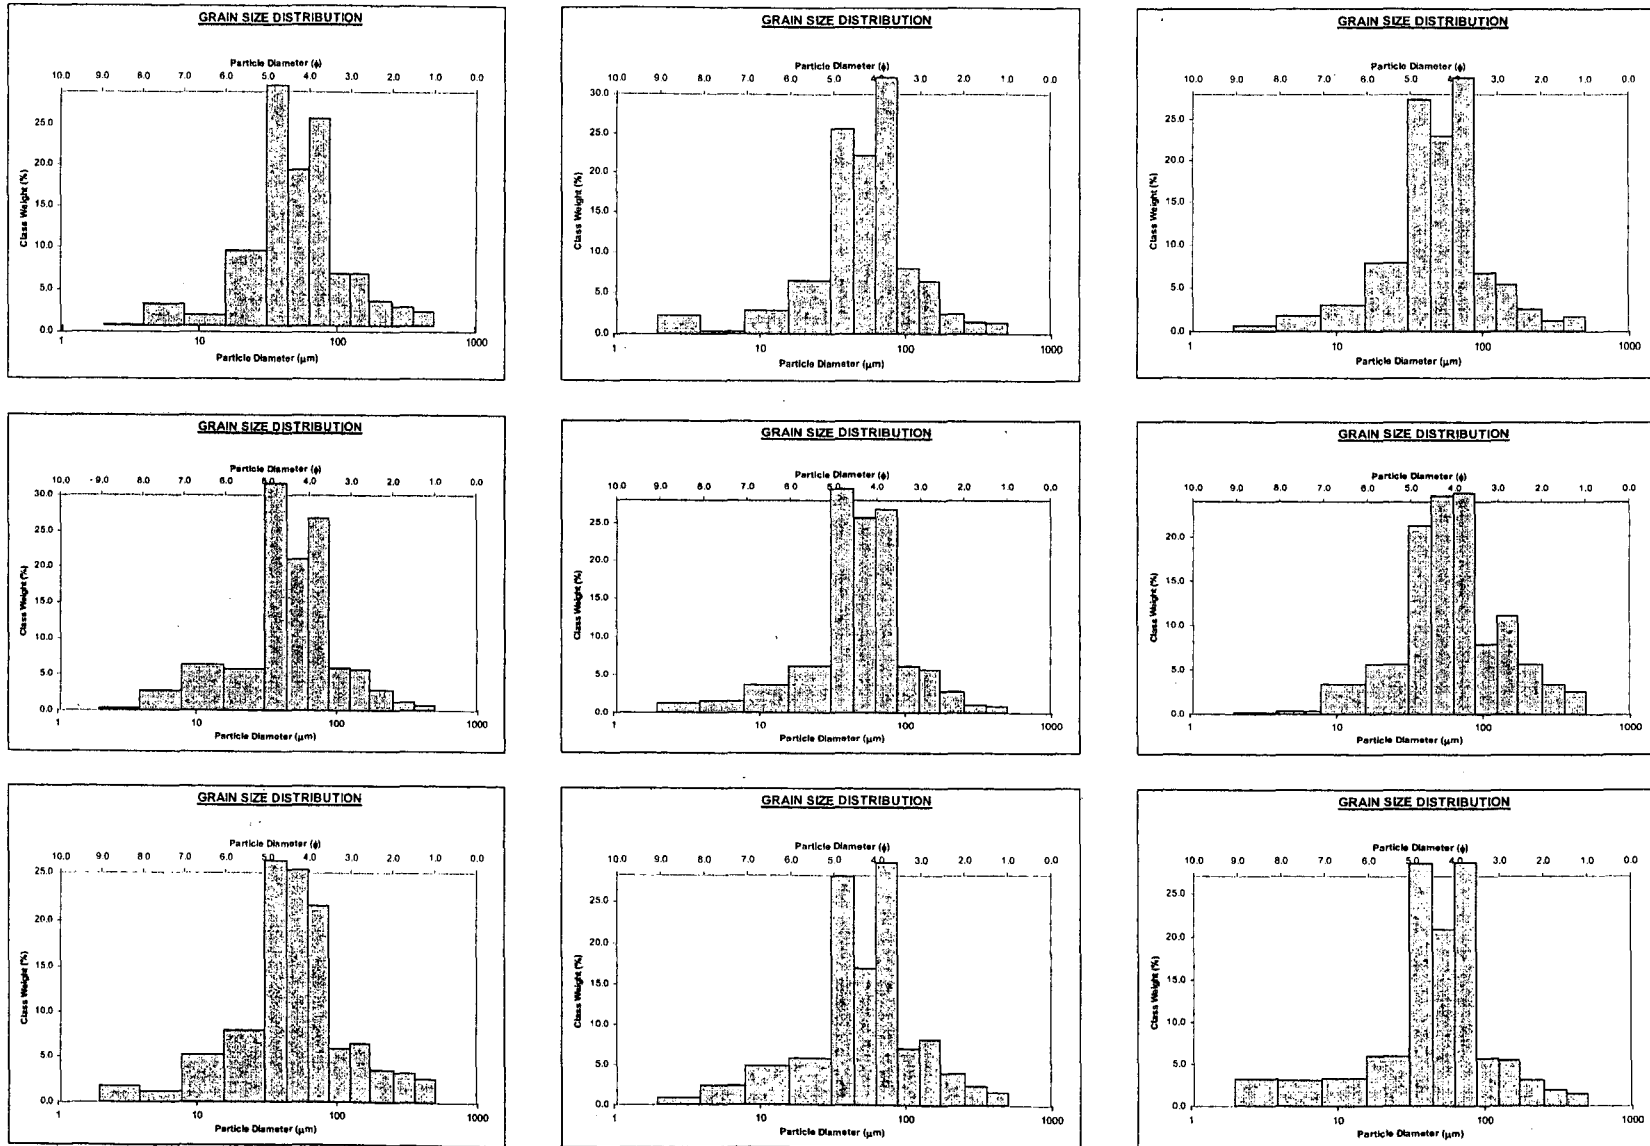 GRAIN SIZE DISTRIBUTION
Particle Diameter (ϕ)
10.0 9.0 8.0 7.0 6.0 5.0 4.0 3.0 2.0 1.0 0.0
25.0
20.0
15.0
10.0
5.0
0.0
Class Weight (%)
1 10 100 1000
Particle Diameter (µm)
GRAIN SIZE DISTRIBUTION
Particle Diameter (ϕ)
10.0 9.0 8.0 7.0 6.0 5.0 3.0 2.0 1.0 0.0
30.0
25.0
20.0
15.0
10.0
5.0
0.0
Class Weight (%)
1 10 100 1000
Particle Diameter (µm)
GRAIN SIZE DISTRIBUTION
Particle Diameter (ϕ)
10.0 9.0 8.0 7.0 6.0 5.0 3.0 2.0 1.0 0.0
25.0
20.0
15.0
10.0
5.0
0.0
Class Weight (%)
1 10 100 1000
Particle Diameter (µm)
GRAIN SIZE DISTRIBUTION
Particle Diameter (ϕ)
10.0 9.0 8.0 7.0 6.0 4.0 3.0 2.0 1.0 0.0
30.0
25.0
20.0
15.0
10.0
5.0
0.0
Class Weight (%)
1 10 100 1000
Particle Diameter (µm)
GRAIN SIZE DISTRIBUTION
Particle Diameter (ϕ)
10.0 9.0 8.0 7.0 6.0 5.0 4.0 3.0 2.0 1.0 0.0
25.0
20.0
15.0
10.0
5.0
0.0
Class Weight (%)
1 10 100 1000
Particle Diameter (µm)
GRAIN SIZE DISTRIBUTION
Particle Diameter (ϕ)
10.0 9.0 8.0 7.0 6.0 5.0 4.0 3.0 2.0 1.0 0.0
20.0
15.0
10.0
5.0
0.0
Class Weight (%)
1 10 100 1000
Particle Diameter (µm)
GRAIN SIZE DISTRIBUTION
Particle Diameter (ϕ)
10.0 9.0 8.0 7.0 6.0 5.0 4.0 3.0 2.0 1.0 0.0
25.0
20.0
15.0
10.0
5.0
0.0
Class Weight (%)
1 10 100 1000
Particle Diameter (µm)
GRAIN SIZE DISTRIBUTION
Particle Diameter (ϕ)
10.0 9.0 8.0 7.0 6.0 5.0 4.0 3.0 2.0 1.0 0.0
25.0
20.0
15.0
10.0
5.0
0.0
Class Weight (%)
1 10 100 1000
Particle Diameter (µm)
GRAIN SIZE DISTRIBUTION
Particle Diameter (ϕ)
10.0 9.0 8.0 7.0 6.0 5.0 4.0 3.0 2.0 1.0 0.0
25.0
20.0
15.0
10.0
5.0
0.0
Class Weight (%)
1 10 100 1000
Particle Diameter (µm)